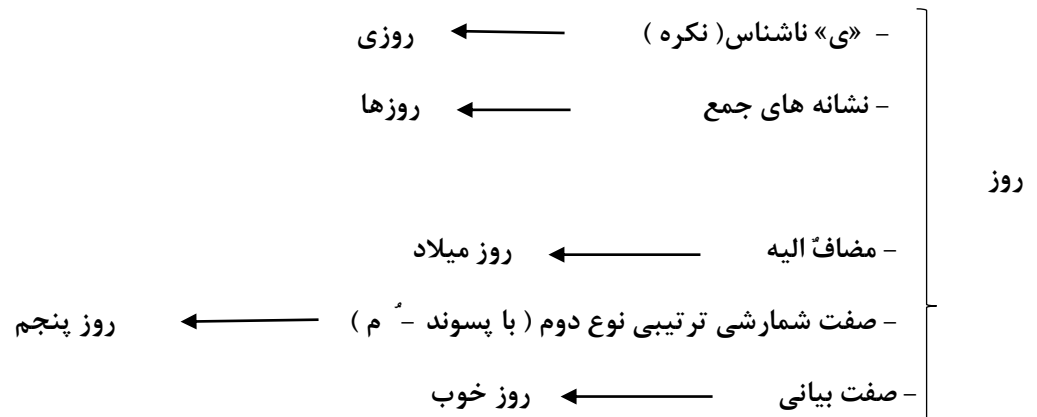 – «ی» ناشناس( نکره ) روزی
– نشانه های جمع روزها
روز
– مضافٌ الیه روز میلاد
– صفت شمارشی ترتیبی نوع دوم ( با پسوند –ُ م ) روز پنجم
– صفت بیانی روز خوب